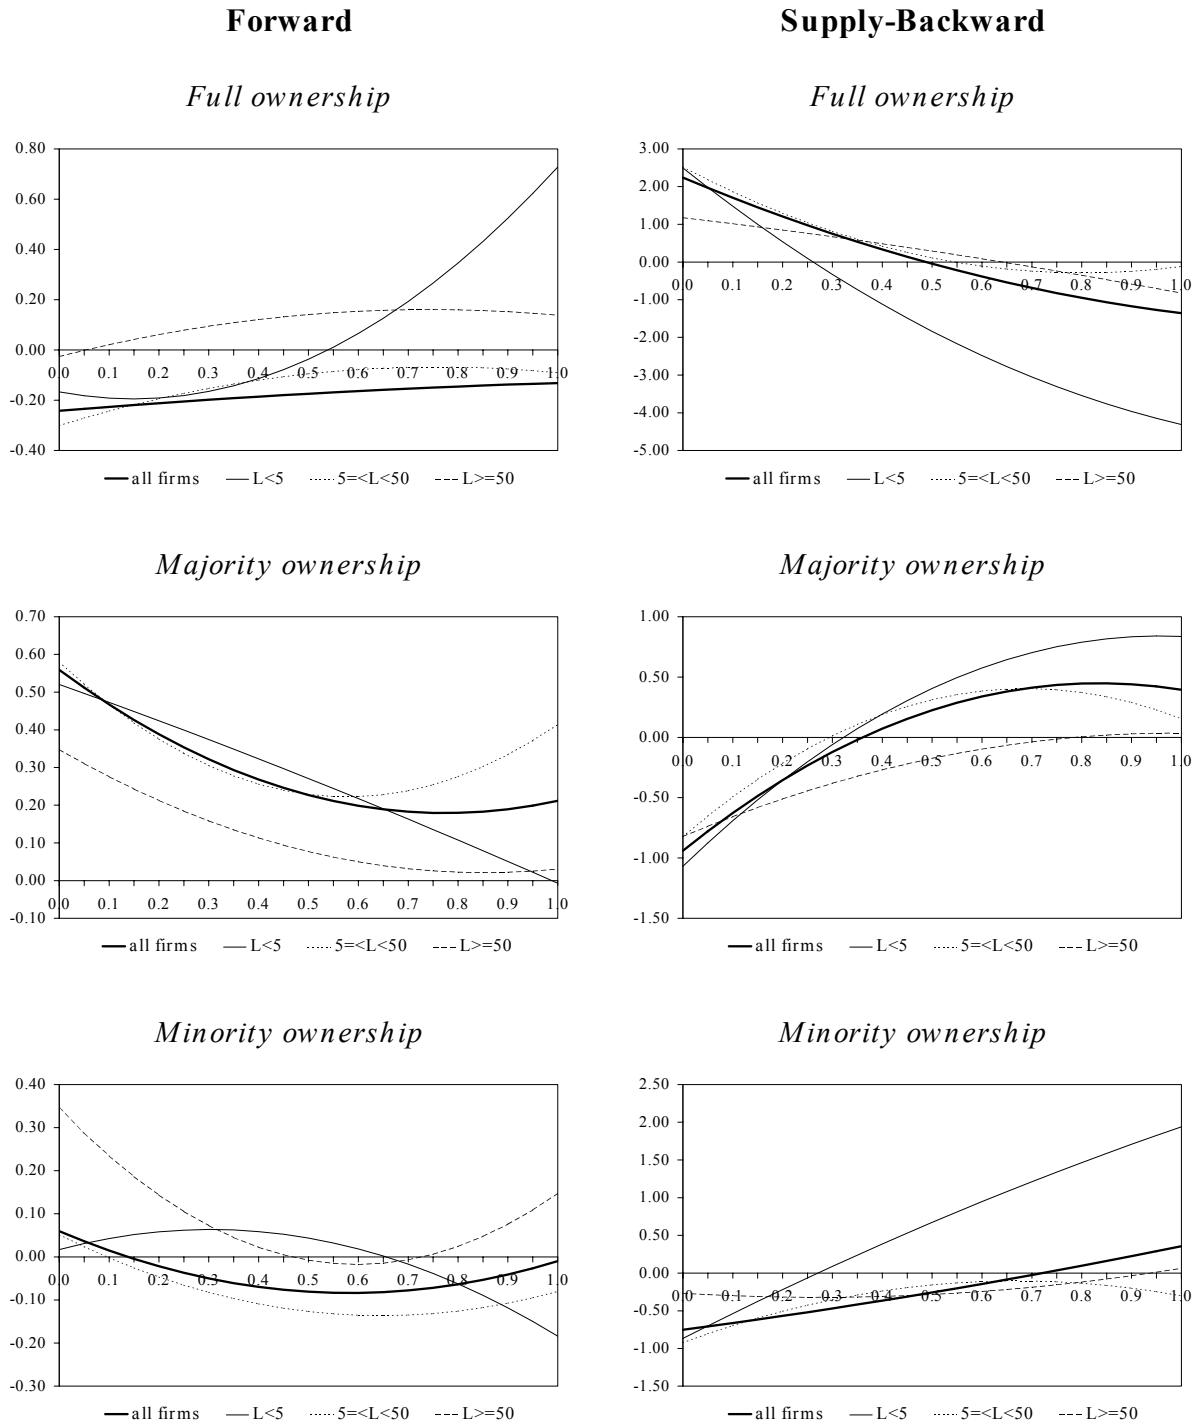 Forward
Supply-Backward
Full ownership
Full ownership
0.80
0.60
0.40
0.20
0.00
-0.20
-0.40
0.0 0.1 0.2 0.3 0.4 0.5 0.6 0.7 0.8 0.9 1.0
all firms L<5 5=<L<50 L>=50
3.00
2.00
1.00
0.00
-1.00
-2.00
-3.00
-4.00
-5.00
0.0 0.1 0.2 0.3 0.4 0.5 0.6 0.7 0.8 0.9 1.0
all firms L<5 5=<L<50 L>=50
Majority ownership
Majority ownership
0.70
0.60
0.50
0.40
0.30
0.20
0.10
0.00
-0.10
0.0 0.1 0.2 0.3 0.4 0.5 0.6 0.7 0.8 0.9 1.0
all firms L<5 5=<L<50 L>=50
1.00
0.50
0.00
-0.50
-1.00
-1.50
0.0 0.1 0.2 0.3 0.4 0.5 0.6 0.7 0.8 0.9 1.0
all firms L<5 5=<L<50 L>=50
Minority ownership
Minority ownership
0.40
0.30
0.20
0.10
0.00
-0.10
-0.20
-0.30
0.0 0.1 0.2 0.3 0.4 0.5 0.6 0.7 0.8 0.9 1.0
all firms L<5 5=<L<50 L>=50
2.50
2.00
1.50
1.00
0.50
0.00
-0.50
-1.00
-1.50
0.0 0.1 0.2 0.3 0.4 0.5 0.6 0.7 0.8 0.9 1.0
all firms L<5 5=<L<50 L>=50